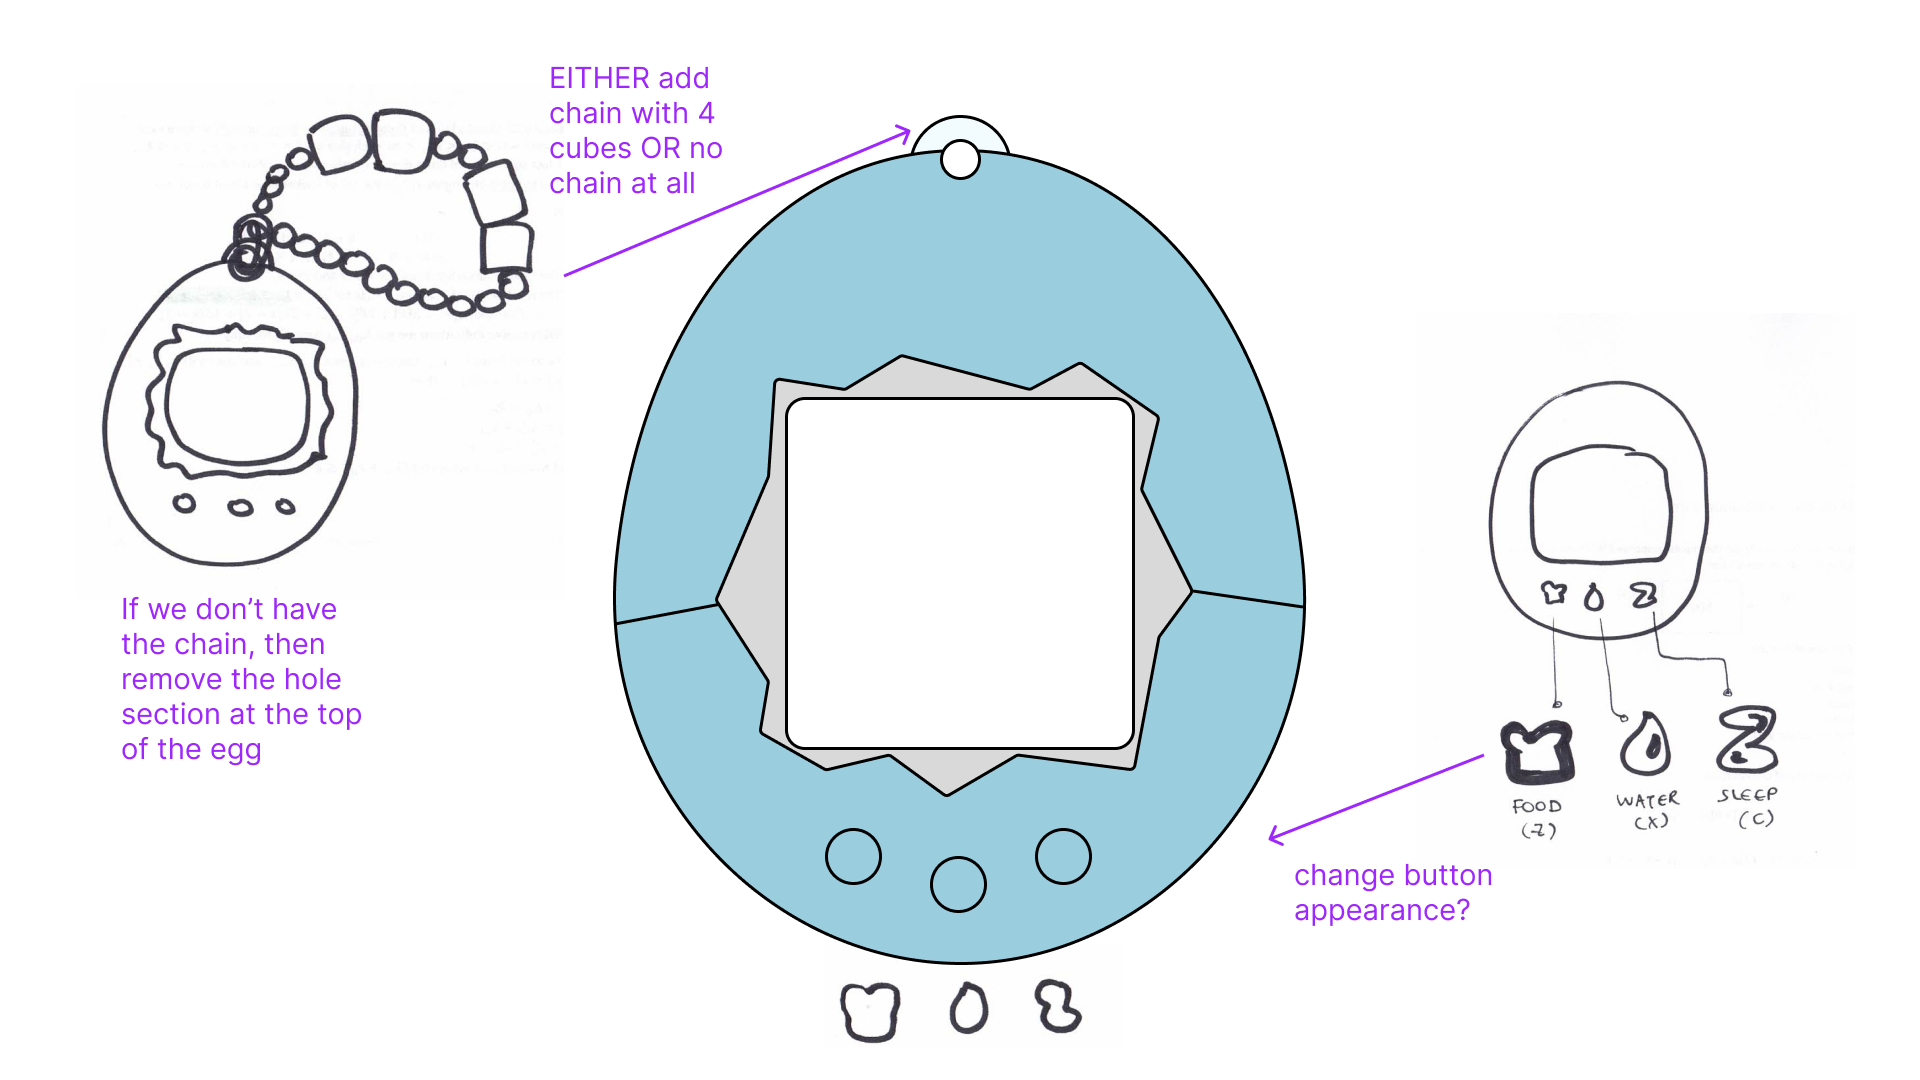 EITHER add
chain with 4
cubes OR no
chain at all
If we don’t have
the chain, then
remove the hole
section at the top
of the egg
FOOD
(Z)
WATER
(X)
SLEEP
(C)
change button
appearance?